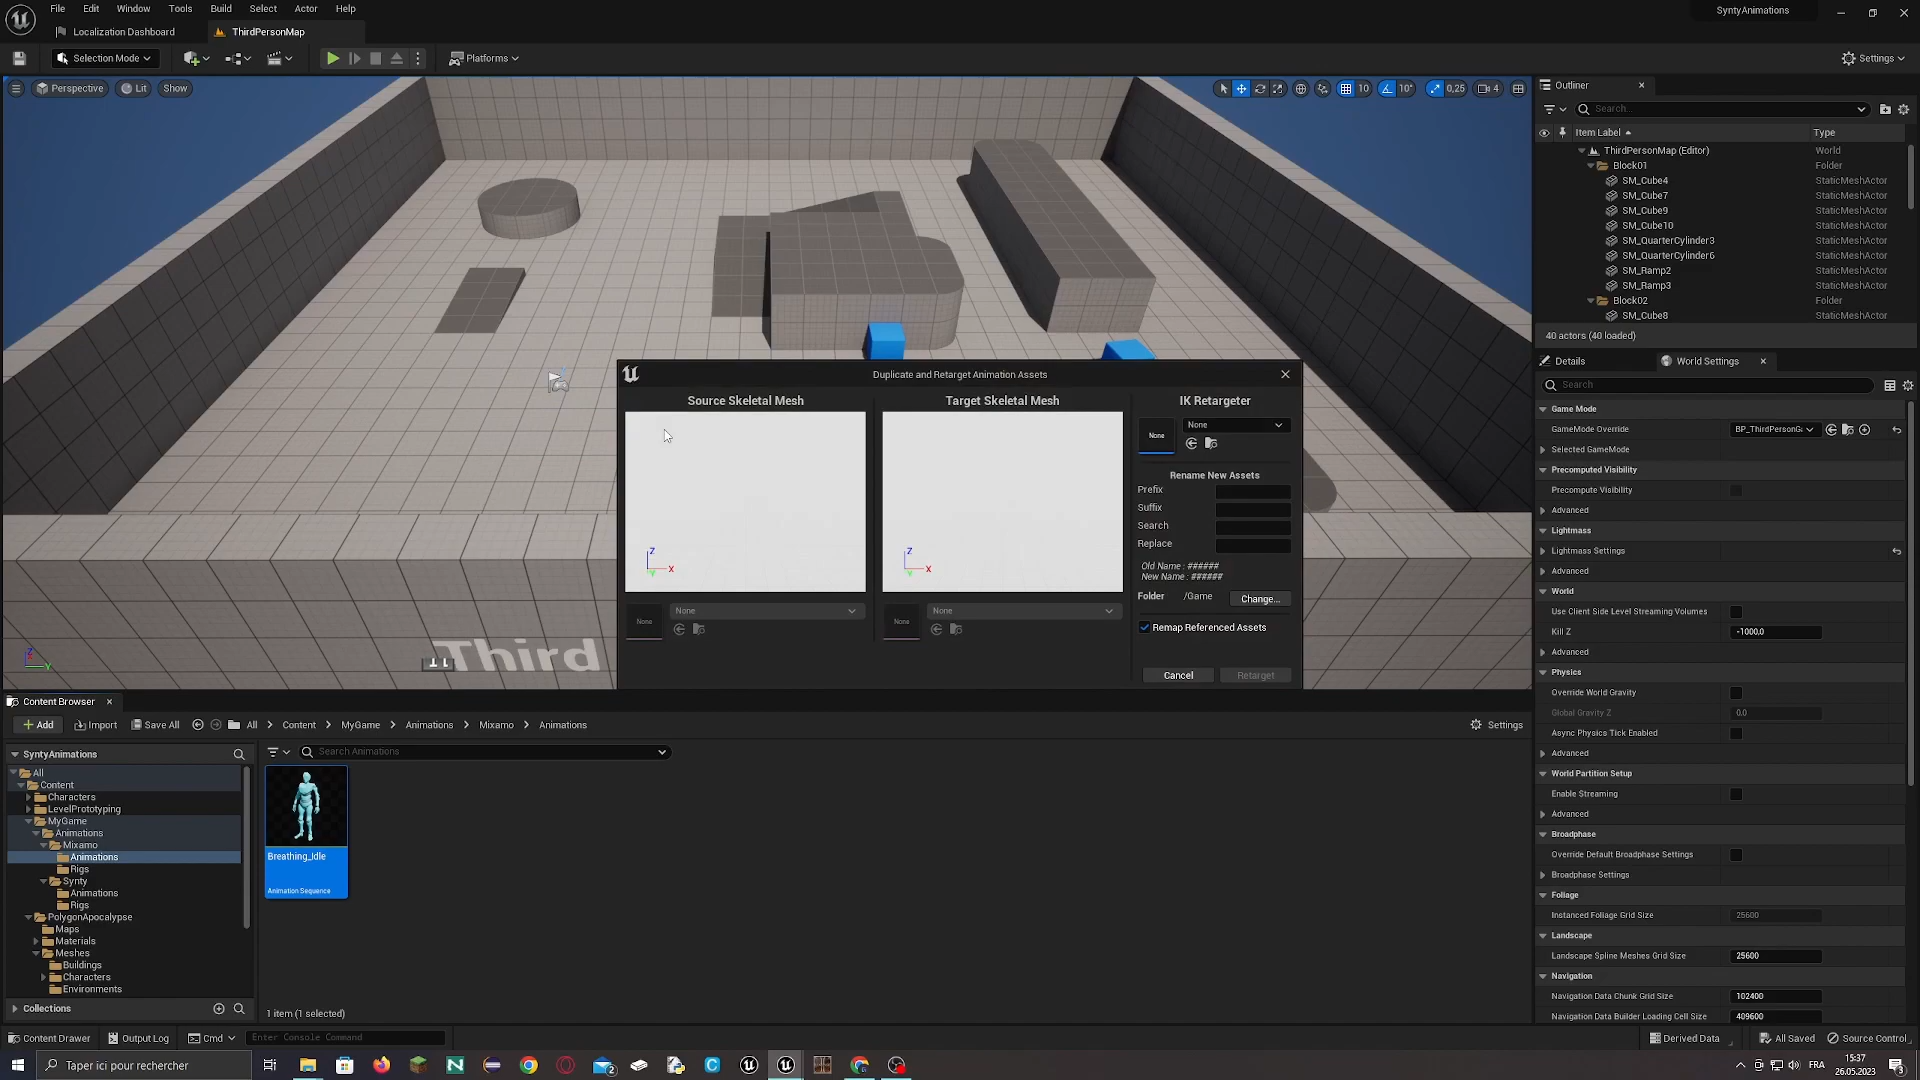 File Edit Window Tools Build Select Actor Help
SyntyAnimations
Localization Dashboard
ThirdPersonMap
Selection Mode
Platforms
Settings
Perspective
Lit
Show
10
10°
0,25
4
Third
Outliner
Search...
Item Label
Type
ThirdPersonMap (Editor) World
Block01 Folder
SM_Cube4 StaticMeshActor
SM_Cube7 StaticMeshActor
SM_Cube9 StaticMeshActor
SM_Cube10 StaticMeshActor
SM_QuarterCylinder3 StaticMeshActor
SM_QuarterCylinder6 StaticMeshActor
SM_Ramp2 StaticMeshActor
SM_Ramp3 StaticMeshActor
Block02 Folder
SM_Cube8 StaticMeshActor
40 actors (40 loaded)
Details
World Settings
Search
Game Mode
GameMode Override BP_ThirdPersonGa
Selected GameMode
Precomputed Visibility
Precompute Visibility
Advanced
Lightmass
Lightmass Settings
Advanced
World
Use Client Side Level Streaming Volumes
Kill Z -1000,0
Advanced
Physics
Override World Gravity
Global Gravity Z 0,0
Async Physics Tick Enabled
Advanced
World Partition Setup
Enable Streaming
Advanced
Broadphase
Override Default Broadphase Settings
Broadphase Settings
Foliage
Instanced Foliage Grid Size 25600
Landscape
Landscape Spline Meshes Grid Size 25600
Navigation
Navigation Data Chunk Grid Size 102400
Navigation Data Builder Loading Cell Size 409600
Duplicate and Retarget Animation Assets
Source Skeletal Mesh
Target Skeletal Mesh
IK Retargeter
None
None
Rename New Assets
Prefix
Suffix
Search
Replace
Old Name : ######
New Name : ######
Folder /Game Change...
Remap Referenced Assets
Cancel
Retarget
Z
X
Y
Z
X
Y
None
None
None
None
Content Browser
Add
Import
Save All
All > Content > MyGame > Animations > Mixamo > Animations
Settings
SyntyAnimations
Search Animations
All
Content
Characters
LevelPrototyping
MyGame
Animations
Mixamo
Animations
Rigs
Synty
Animations
Rigs
PolygonApocalypse
Maps
Materials
Meshes
Buildings
Characters
Environments
Collections
Breathing_Idle
Animation Sequence
1 item (1 selected)
Content Drawer
Output Log
Cmd
Enter Console Command
Derived Data
All Saved
Source Control
Taper ici pour rechercher
FRA
15:37
26.05.2023